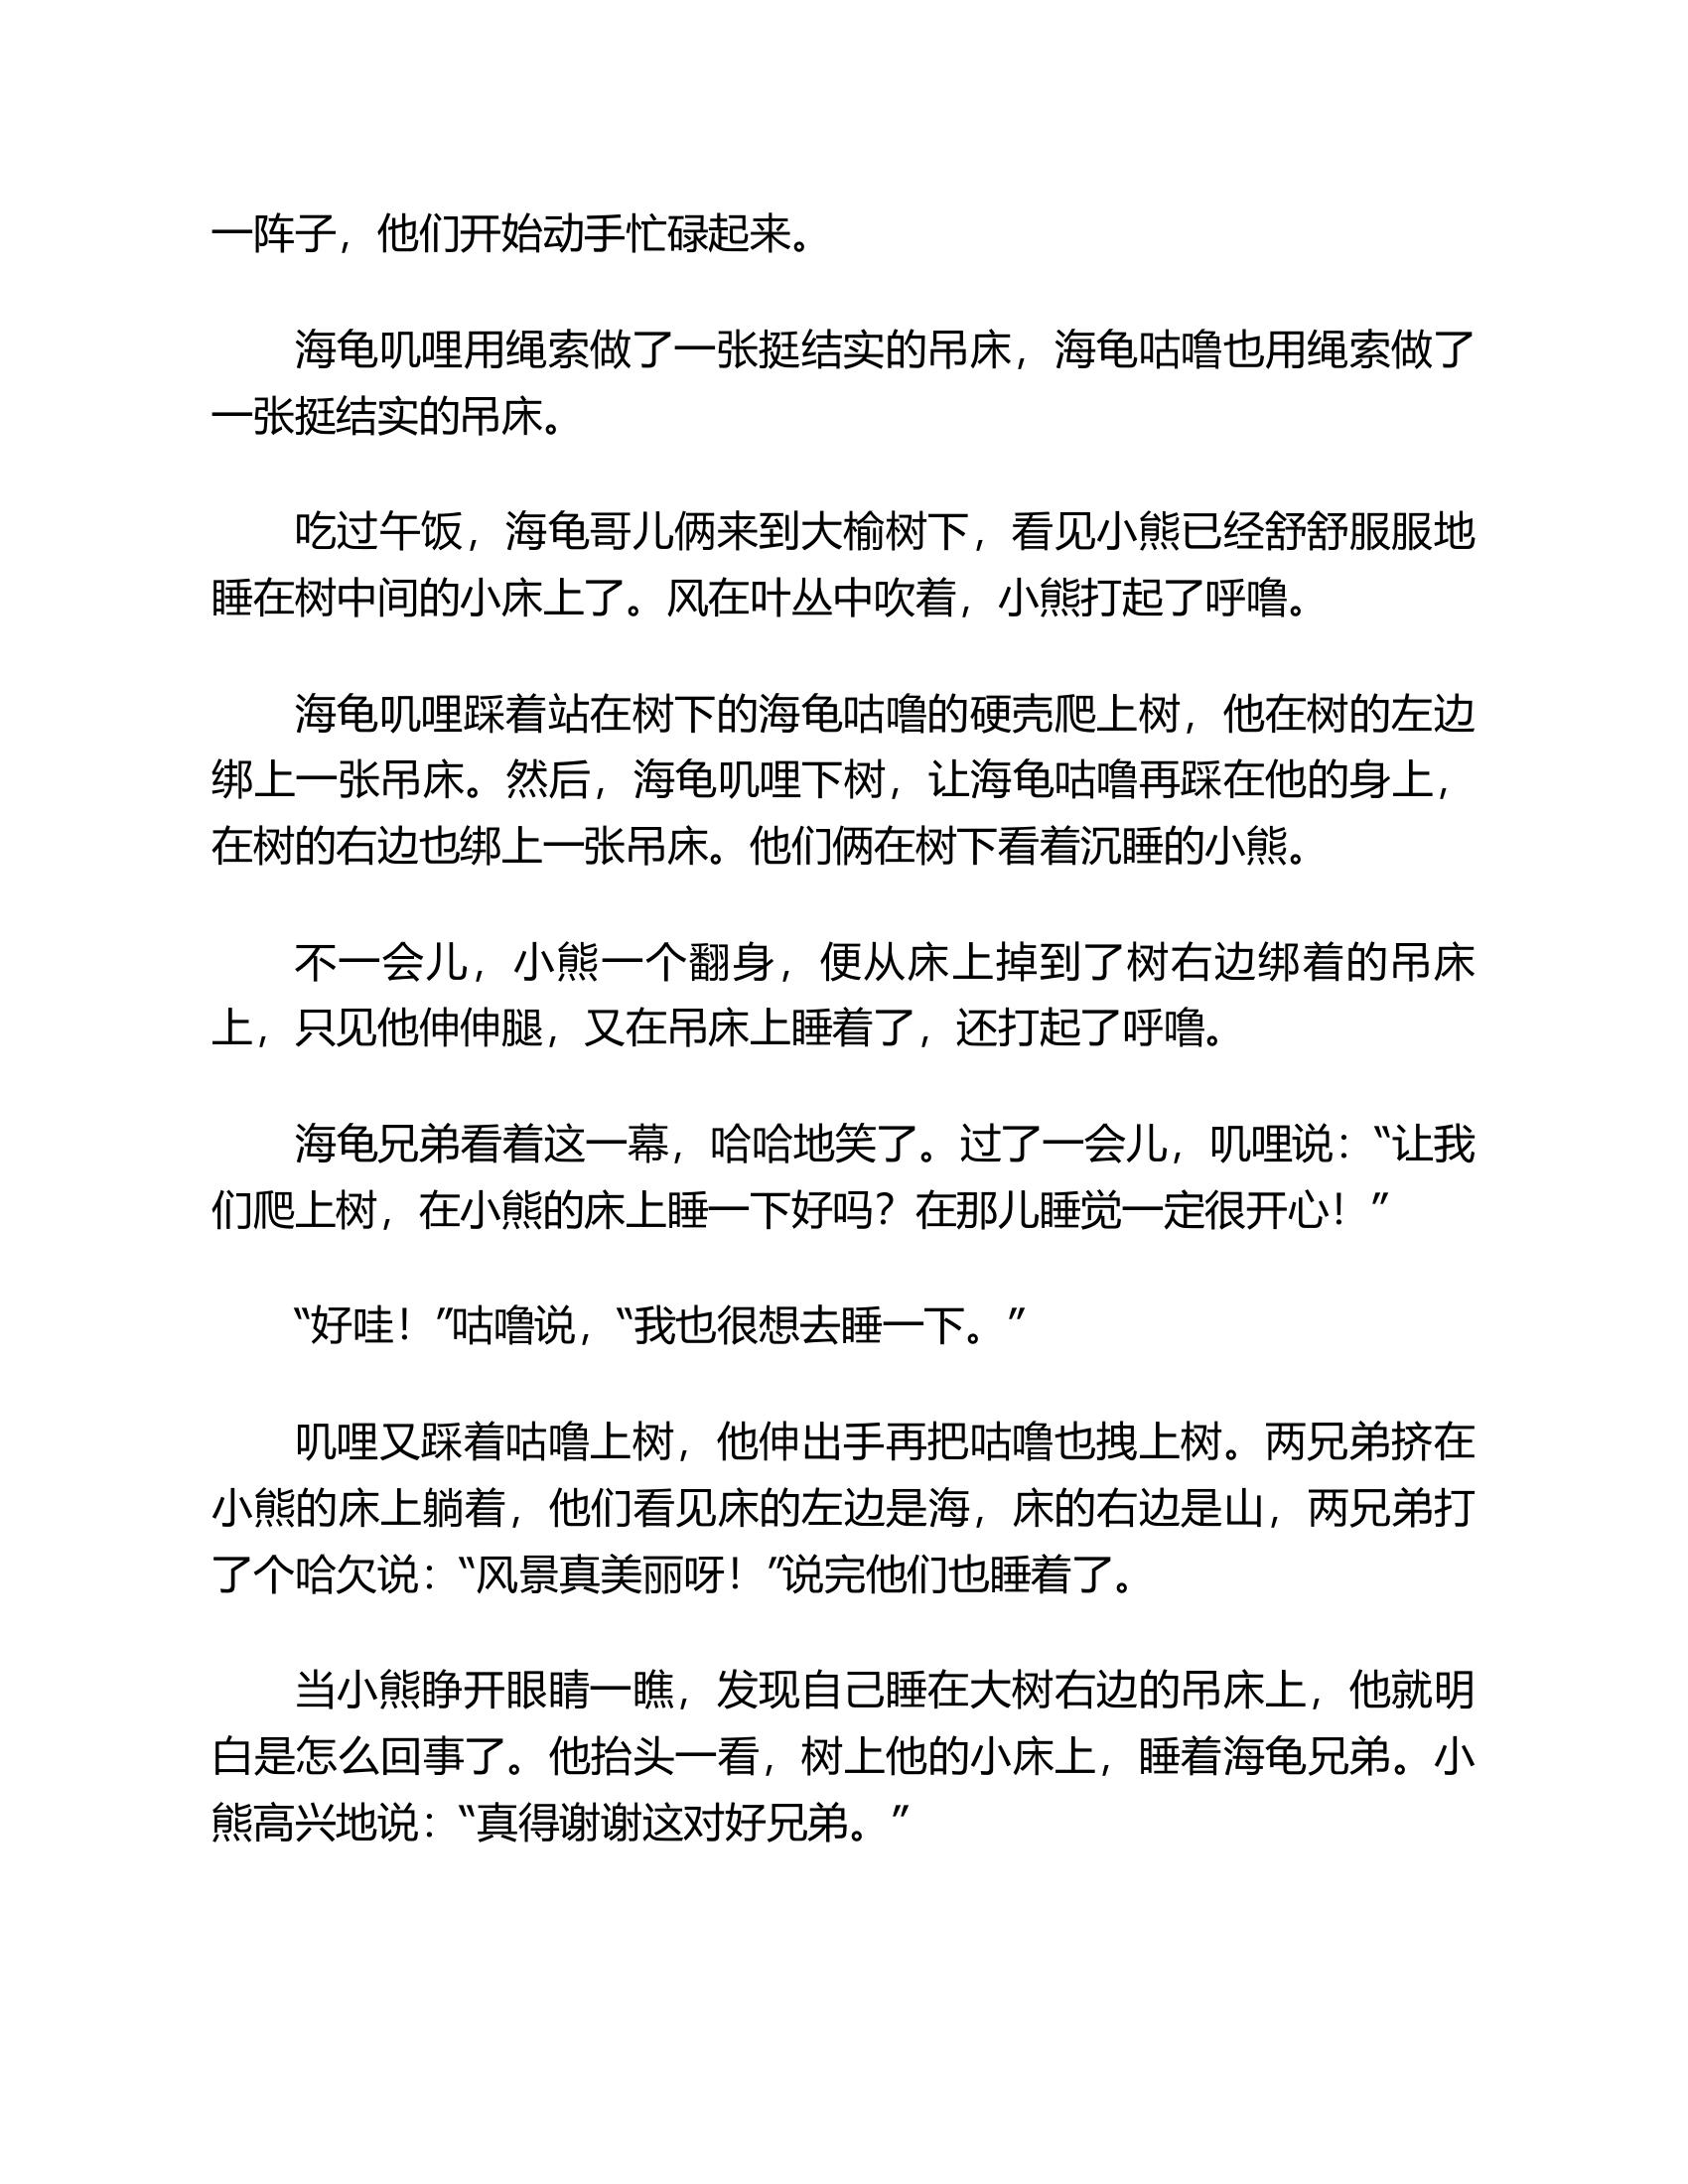 一阵子，他们开始动手忙碌起来。
海龟叽哩用绳索做了一张挺结实的吊床，海龟咕噜也用绳索做了
一张挺结实的吊床。
吃过午饭，海龟哥儿俩来到大榆树下，看见小熊已经舒舒服服地
睡在树中间的小床上了。风在叶丛中吹着，小熊打起了呼噜。
海龟叽哩踩着站在树下的海龟咕噜的硬壳爬上树，他在树的左边
绑上一张吊床。然后，海龟叽哩下树，让海龟咕噜再踩在他的身上，
在树的右边也绑上一张吊床。他们俩在树下看着沉睡的小熊。
不一会儿，小熊一个翻身，便从床上掉到了树右边绑着的吊床
上，只见他伸伸腿，又在吊床上睡着了，还打起了呼噜。
海龟兄弟看着这一幕，哈哈地笑了。过了一会儿，叽哩说：“让我
们爬上树，在小熊的床上睡一下好吗？在那儿睡觉一定很开心！”
“好哇！”咕噜说，“我也很想去睡一下。”
叽哩又踩着咕噜上树，他伸出手再把咕噜也拽上树。两兄弟挤在
小熊的床上躺着，他们看见床的左边是海，床的右边是山，两兄弟打
了个哈欠说：“风景真美丽呀！”说完他们也睡着了。
当小熊睁开眼睛一瞧，发现自己睡在大树右边的吊床上，他就明
白是怎么回事了。他抬头一看，树上他的小床上，睡着海龟兄弟。小
熊高兴地说：“真得谢谢这对好兄弟。”